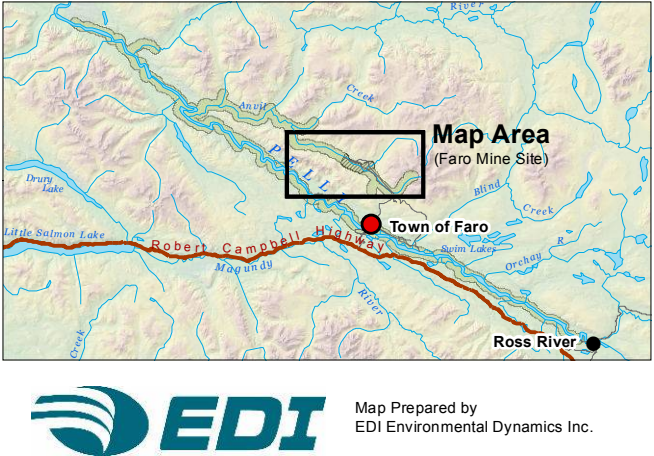 River
Anvil
Creek
Map Area
(Faro Mine Site)
PELLY
Drury
Lake
Blind
Creek
Town of Faro
Little Salmon Lake
Robert Campbell Highway
Swim Lakes
Orchay R
Magundy
River
Creek
Ross River
EDI
Map Prepared by
EDI Environmental Dynamics Inc.